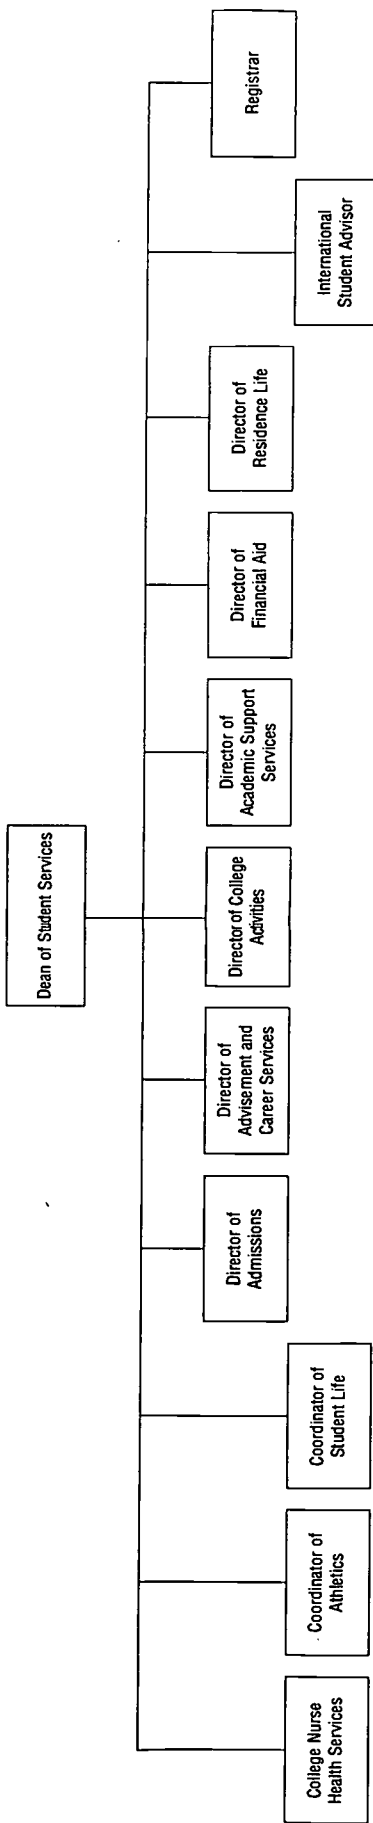 Dean of Student Services
College Nurse
Health Services
Coordinator of
Athletics
Coordinator of
Student Life
Director of
Admissions
Director of
Advisement and
Career Services
Director of College
Activities
Director of
Academic Support
Services
Director of
Financial Aid
Director of
Residence Life
International
Student Advisor
Registrar